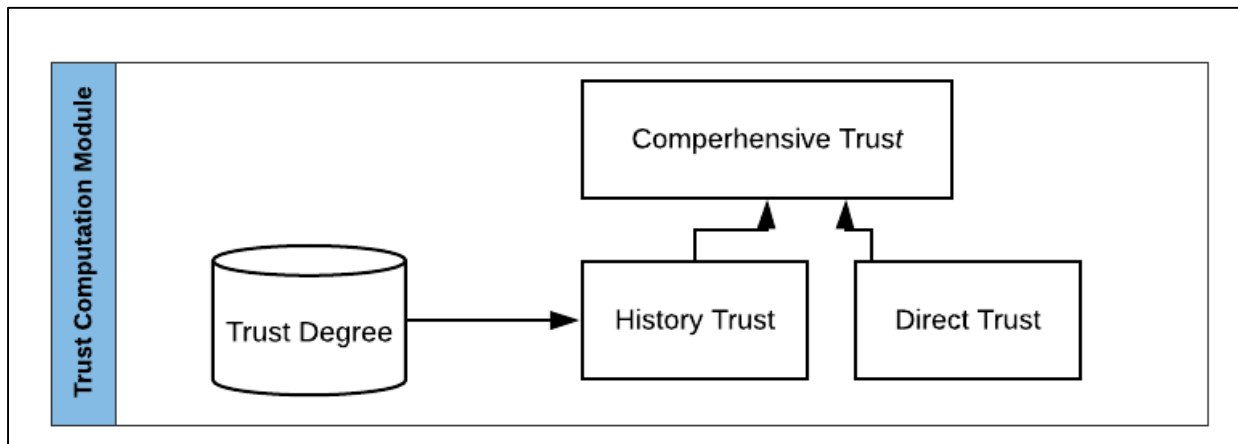 Trust Computation Module
Comperhensive Trust
Trust Degree
History Trust
Direct Trust